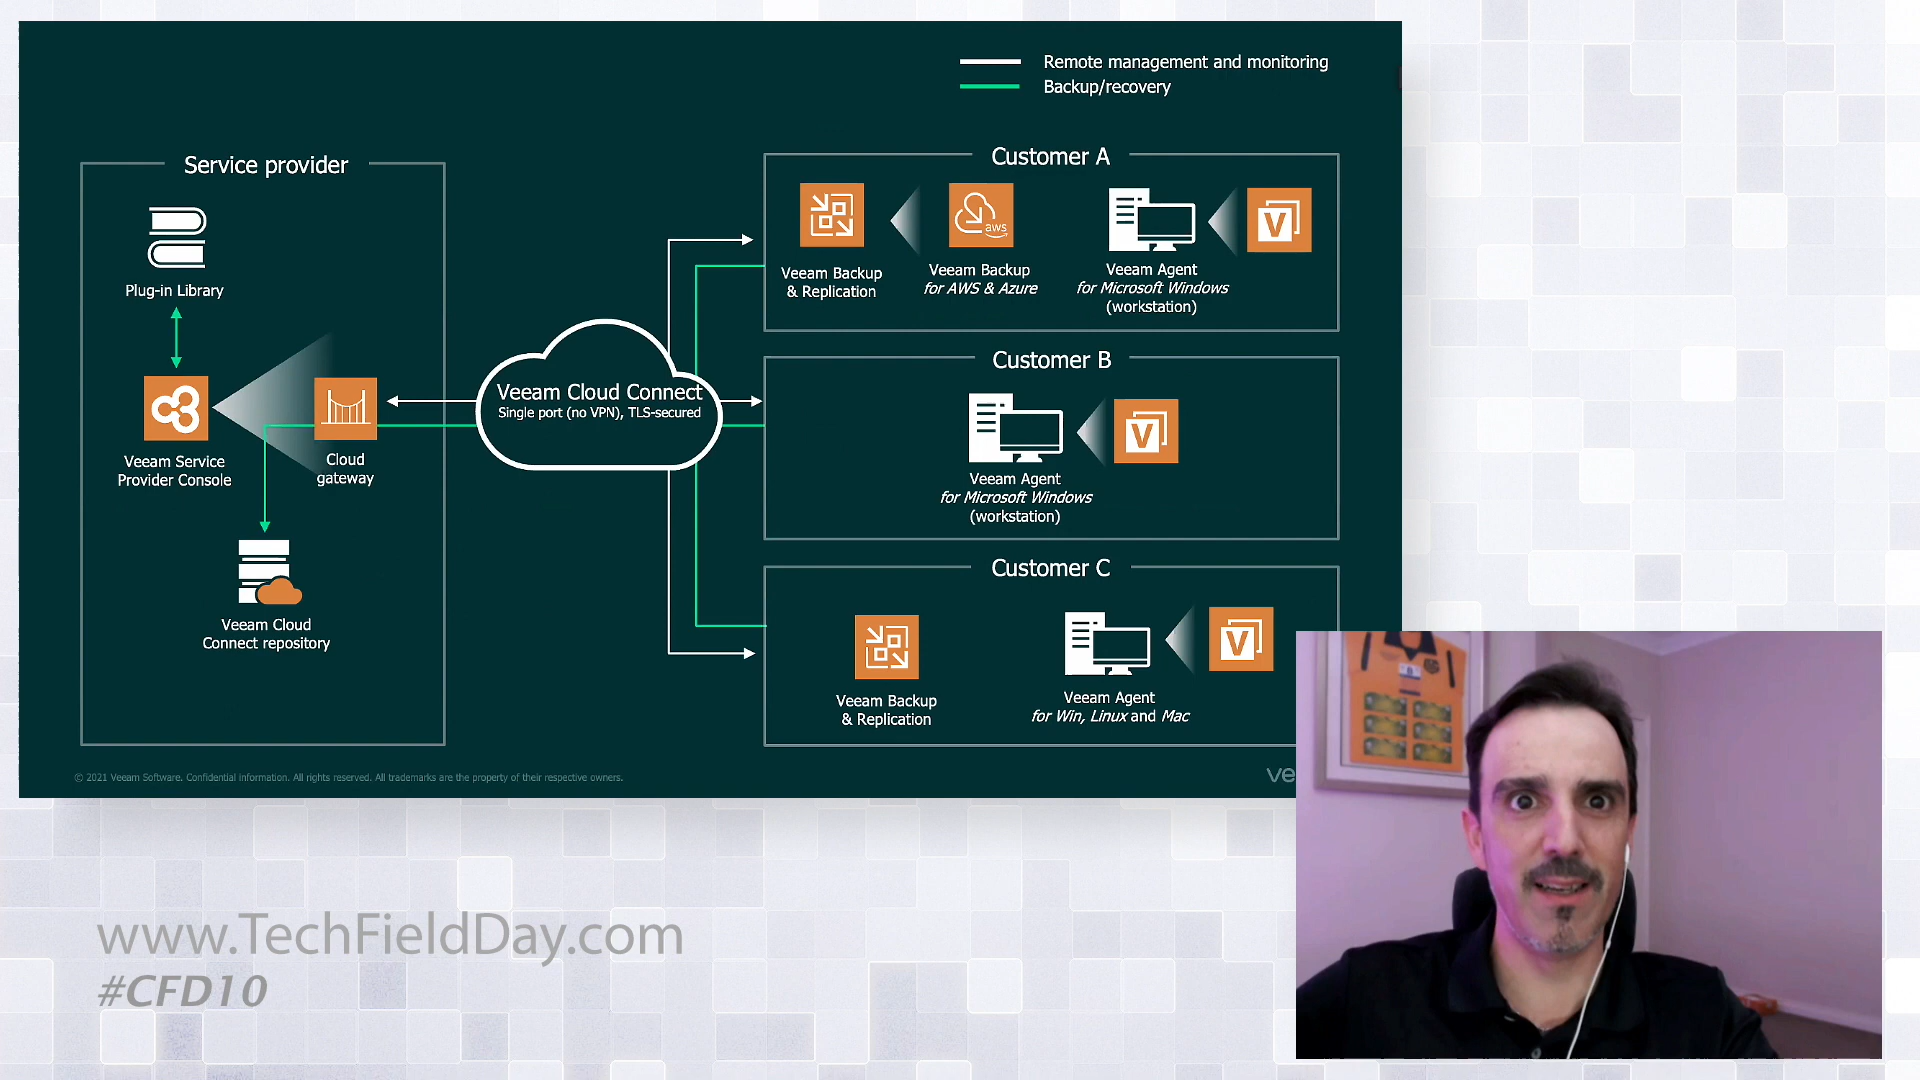 Remote management and monitoring
Backup/recovery
Service provider
Plug-in Library
Veeam Service
Provider Console
Cloud
gateway
Veeam Cloud
Connect repository
Veeam Cloud Connect
Single port (no VPN), TLS-secured
Customer A
Veeam Backup
& Replication
aws
Veeam Backup
for AWS & Azure
Veeam Agent
for Microsoft Windows
(workstation)
V
Customer B
Veeam Agent
for Microsoft Windows
(workstation)
V
Customer C
Veeam Backup
& Replication
Veeam Agent
for Win, Linux and Mac
V
© 2021 Veeam Software. Confidential information. All rights reserved. All trademarks are the property of their respective owners.
ve
www.TechFieldDay.com
#CFD10